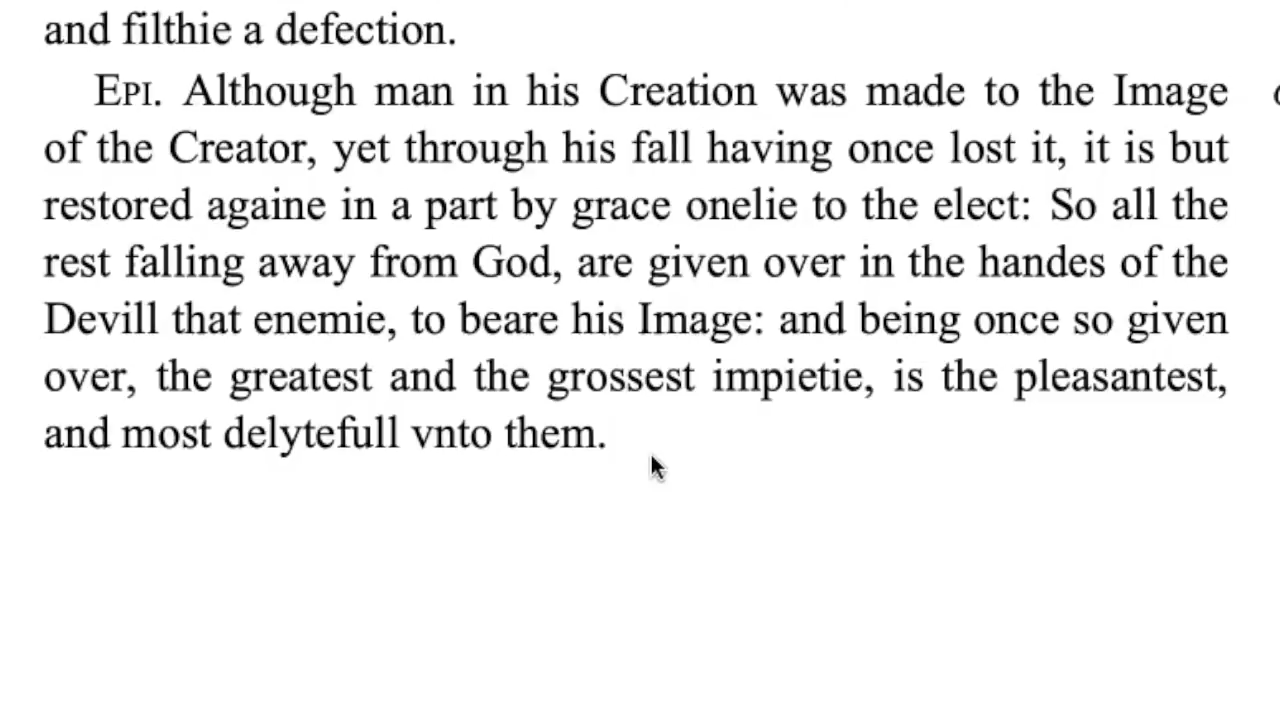 and filthie a defection.
EPI. Although man in his Creation was made to the Image
of the Creator, yet through his fall having once lost it, it is but
restored againe in a part by grace onelie to the elect: So all the
rest falling away from God, are given over in the handes of the
Devill that enemie, to beare his Image: and being once so given
over, the greatest and the grossest impietie, is the pleasantest,
and most delytefull vnto them.